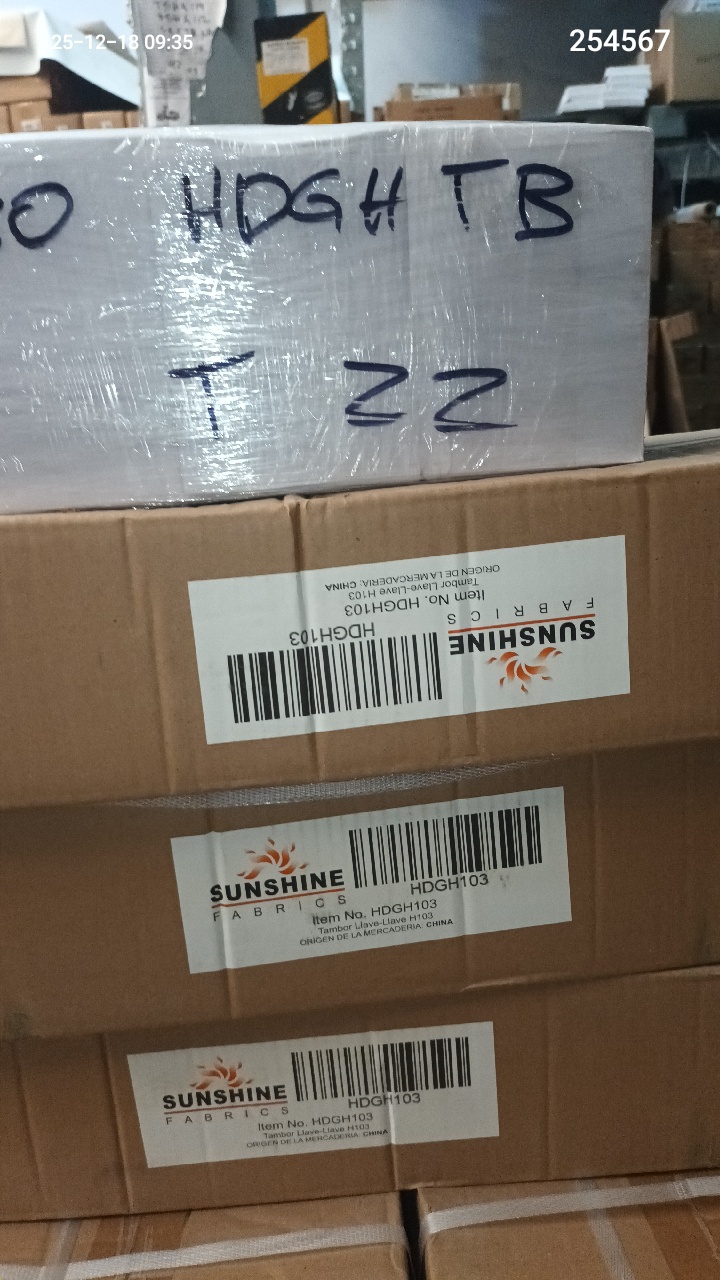 25-12-18 09:35
254567
HDGH TB
T 22
SUNSHINE
FABRICS
HDGH103
Item No. HDGH103
Tambor Llave-Llave H103
ORIGEN DE LA MERCADERIA: CHINA
SUNSHINE
FABRICS
HDGH103
Item No. HDGH103
Tambor Llave-Llave H103
ORIGEN DE LA MERCADERIA: CHINA
SUNSHINE
FABRICS
HDGH103
Item No. HDGH103
Tambor Llave-Llave H103
ORIGEN DE LA MERCADERIA: CHINA